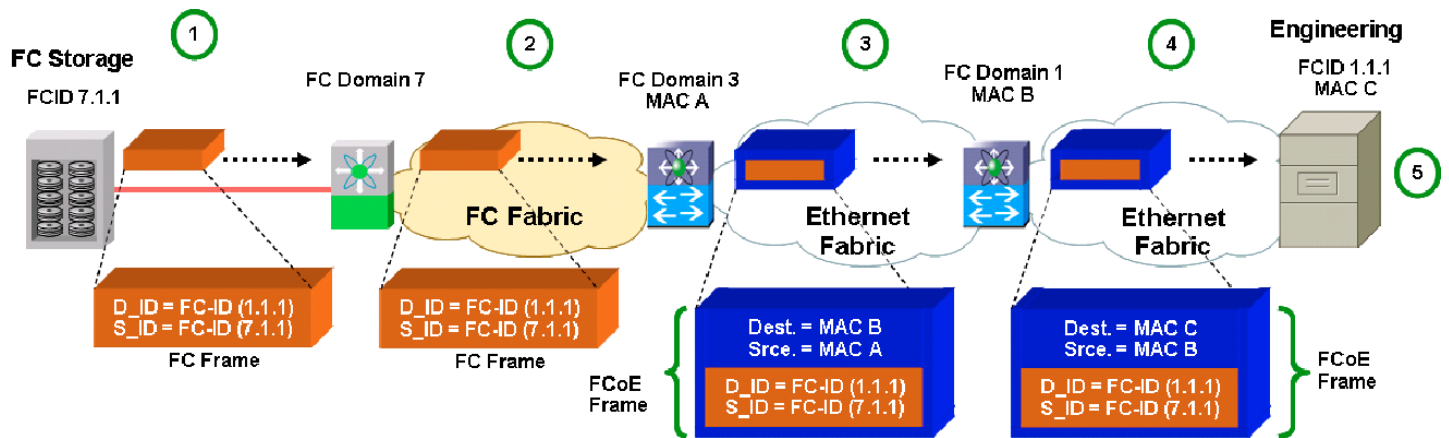 1
2
3
4
5
FC Storage
FCID 7.1.1
FC Domain 7
FC Domain 3
MAC A
FC Domain 1
MAC B
Engineering
FCID 1.1.1
MAC C
FC Fabric
Ethernet
Fabric
Ethernet
Fabric
D_ID = FC-ID (1.1.1)
S_ID = FC-ID (7.1.1)
FC Frame
D_ID = FC-ID (1.1.1)
S_ID = FC-ID (7.1.1)
FC Frame
FCoE
Frame
Dest. = MAC B
Srce. = MAC A
D_ID = FC-ID (1.1.1)
S_ID = FC-ID (7.1.1)
Dest. = MAC C
Srce. = MAC B
D_ID = FC-ID (1.1.1)
S_ID = FC-ID (7.1.1)
FCoE
Frame